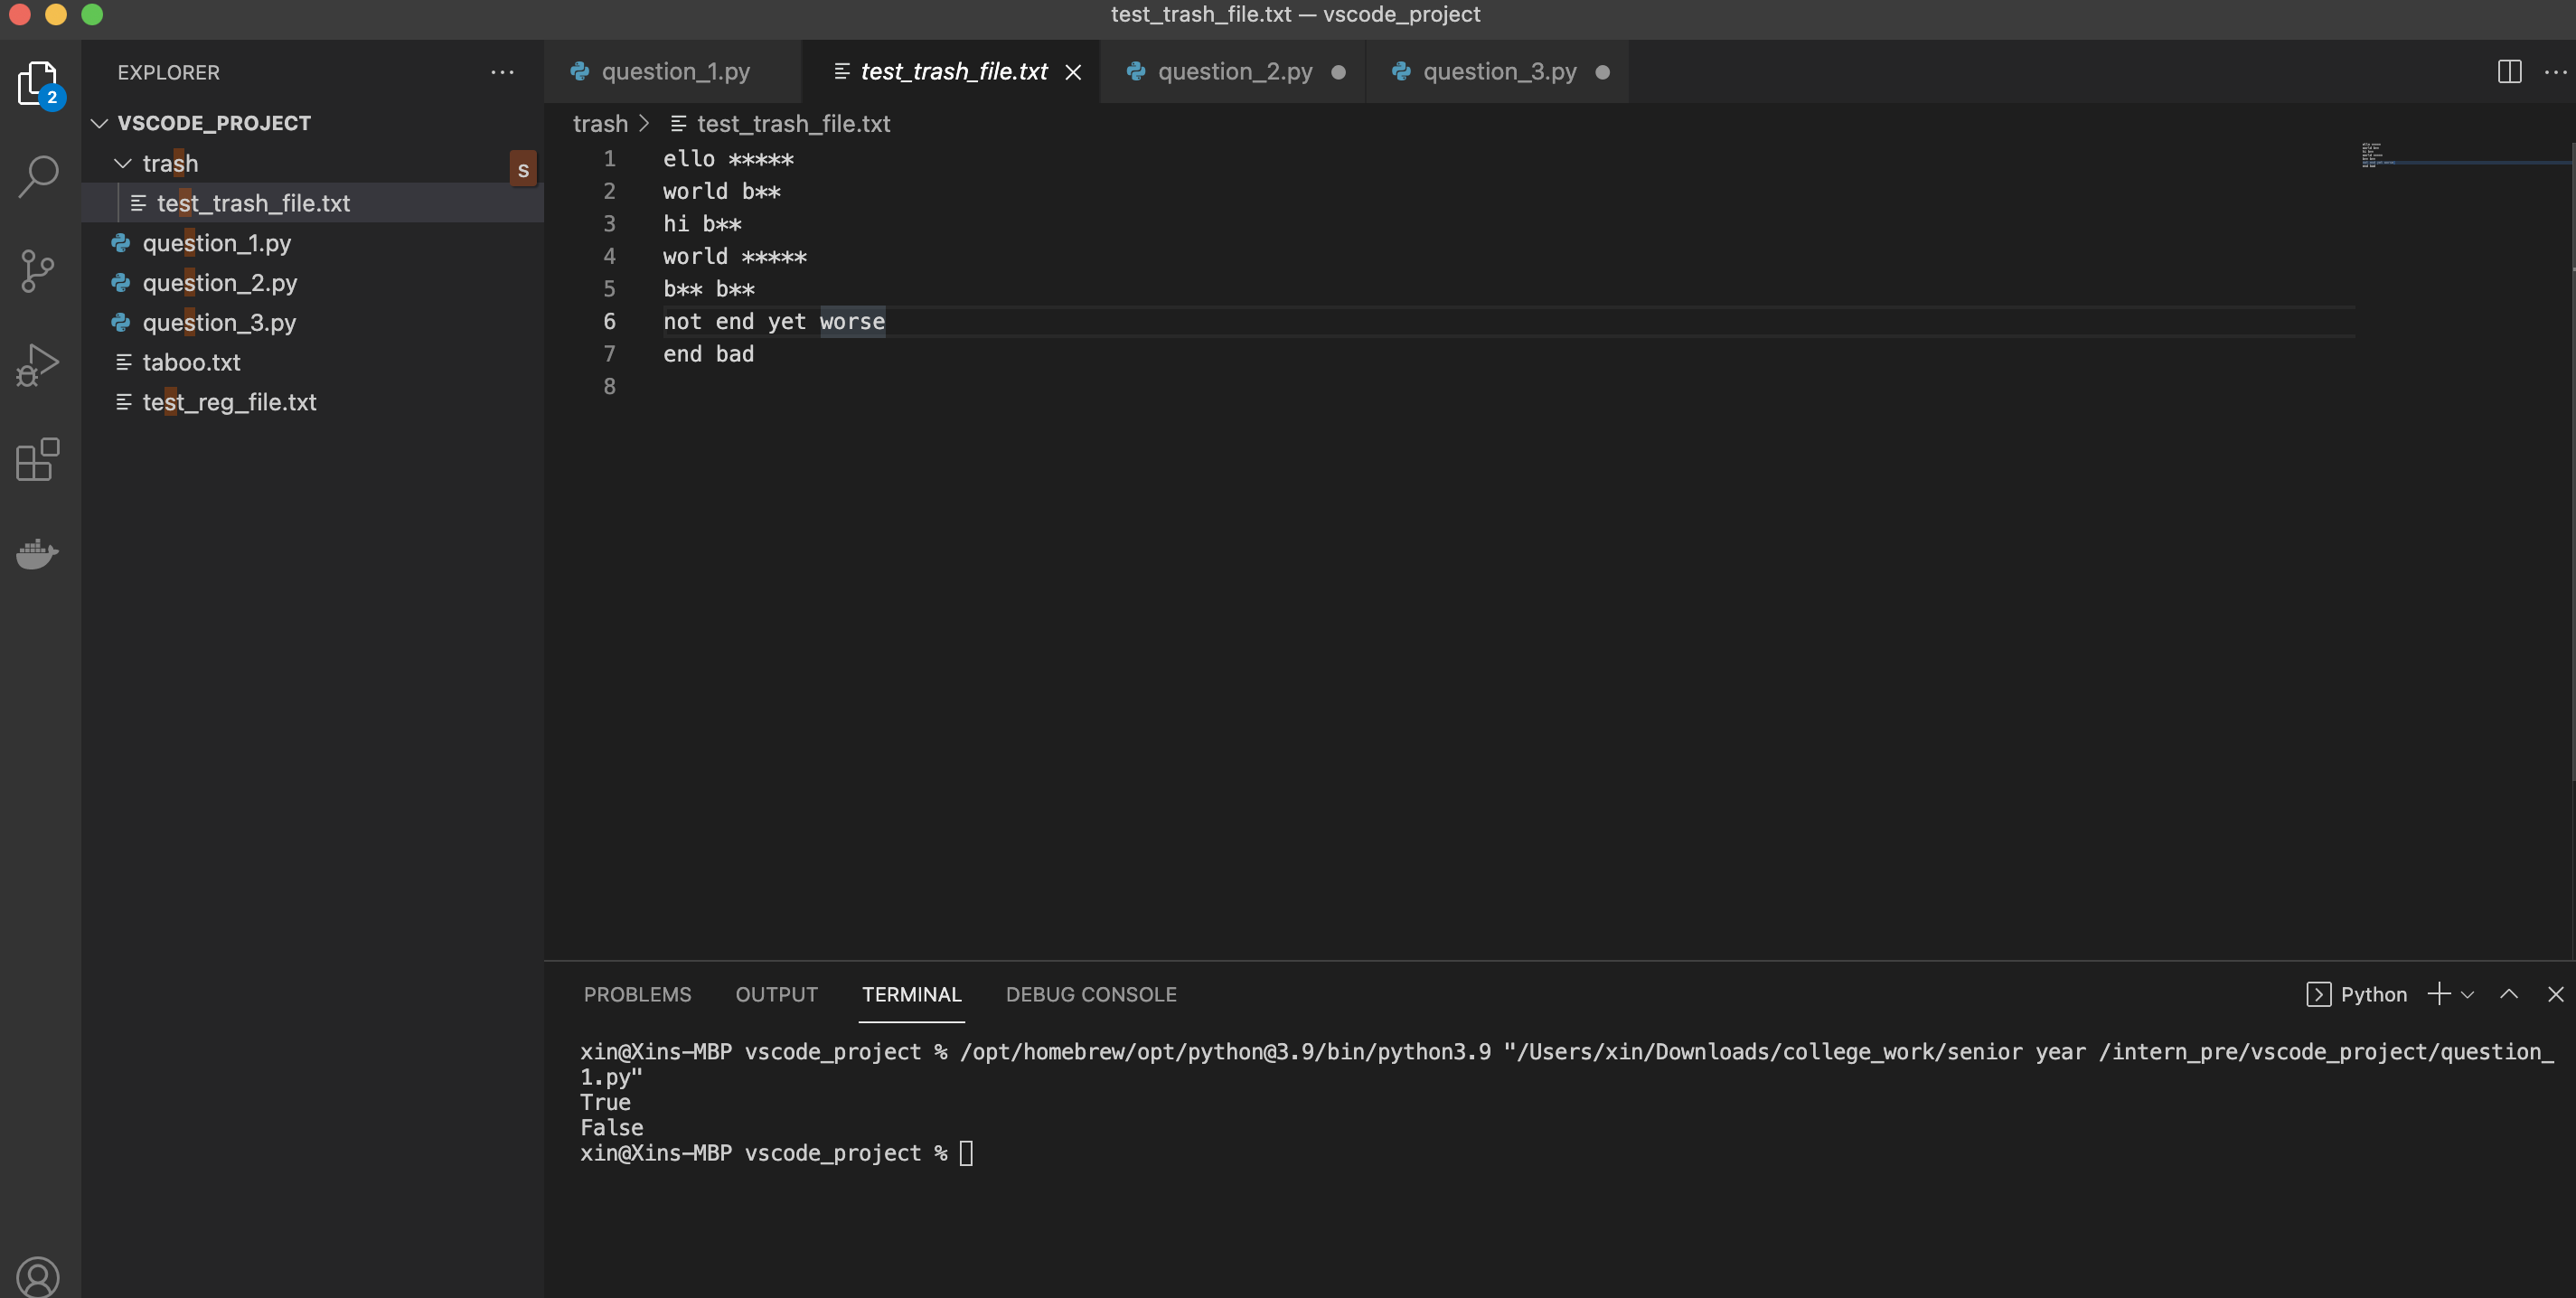 test_trash_file.txt — vscode_project
2
EXPLORER
VSCODE_PROJECT
trash
s
test_trash_file.txt
question_1.py
question_2.py
question_3.py
taboo.txt
test_reg_file.txt
question_1.py
test_trash_file.txt
question_2.py
question_3.py
trash > test_trash_file.txt
1 ello *****
2 world b**
3 hi b**
4 world *****
5 b** b**
6 not end yet worse
7 end bad
8
PROBLEMS OUTPUT TERMINAL DEBUG CONSOLE
Python
xin@Xins-MBP vscode_project % /opt/homebrew/opt/python@3.9/bin/python3.9 "/Users/xin/Downloads/college_work/senior year /intern_pre/vscode_project/question_
1.py"
True
False
xin@Xins-MBP vscode_project %